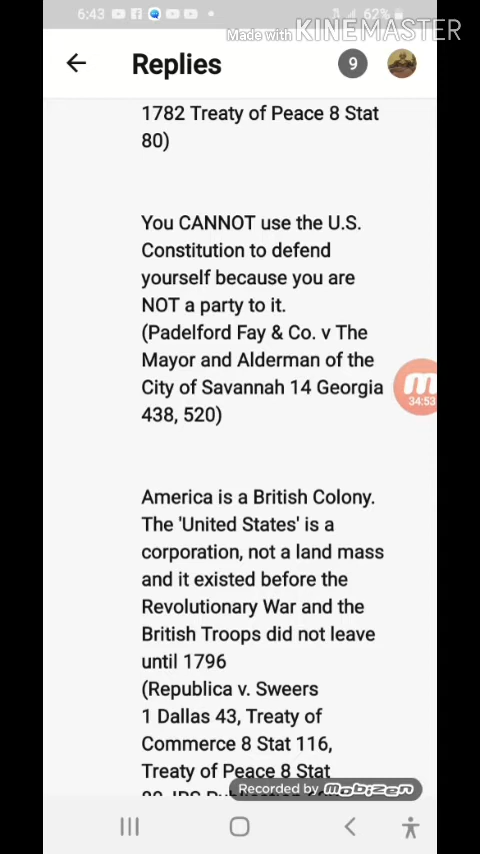 6:43
62%
Made with KINEMASTER
Replies
9
1782 Treaty of Peace 8 Stat
80)
You CANNOT use the U.S.
Constitution to defend
yourself because you are
NOT a party to it.
(Padelford Fay & Co. v The
Mayor and Alderman of the
City of Savannah 14 Georgia
438, 520)
34:53
America is a British Colony.
The 'United States' is a
corporation, not a land mass
and it existed before the
Revolutionary War and the
British Troops did not leave
until 1796
(Republica v. Sweers
1 Dallas 43, Treaty of
Commerce 8 Stat 116,
Treaty of Peace 8 Stat
Recorded by mobizen